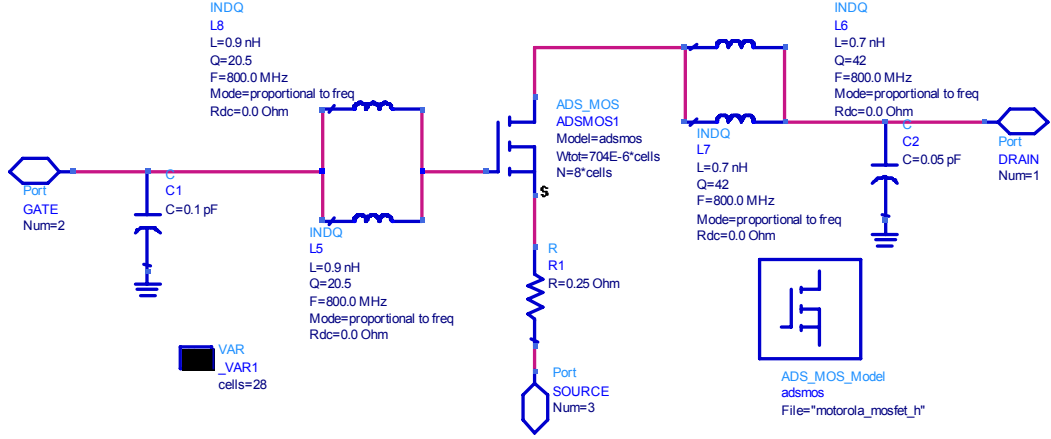 INDQ
L8
L=0.9 nH
Q=20.5
F=800.0 MHz
Mode=proportional to freq
Rdc=0.0 Ohm
INDQ
L6
L=0.7 nH
Q=42
F=800.0 MHz
Mode=proportional to freq
Rdc=0.0 Ohm
ADS_MOS
ADSMOS1
Model=adsmos
Wtot=704E-6*cells
N=8*cells
INDQ
L7
L=0.7 nH
Q=42
F=800.0 MHz
Mode=proportional to freq
Rdc=0.0 Ohm
C
C2
C=0.05 pF
Port
DRAIN
Num=1
Port
GATE
Num=2
C
C1
C=0.1 pF
S
INDQ
L5
L=0.9 nH
Q=20.5
F=800.0 MHz
Mode=proportional to freq
Rdc=0.0 Ohm
R
R1
R=0.25 Ohm
VAR
_VAR1
cells=28
Port
SOURCE
Num=3
ADS_MOS_Model
adsmos
File="motorola_mosfet_h"